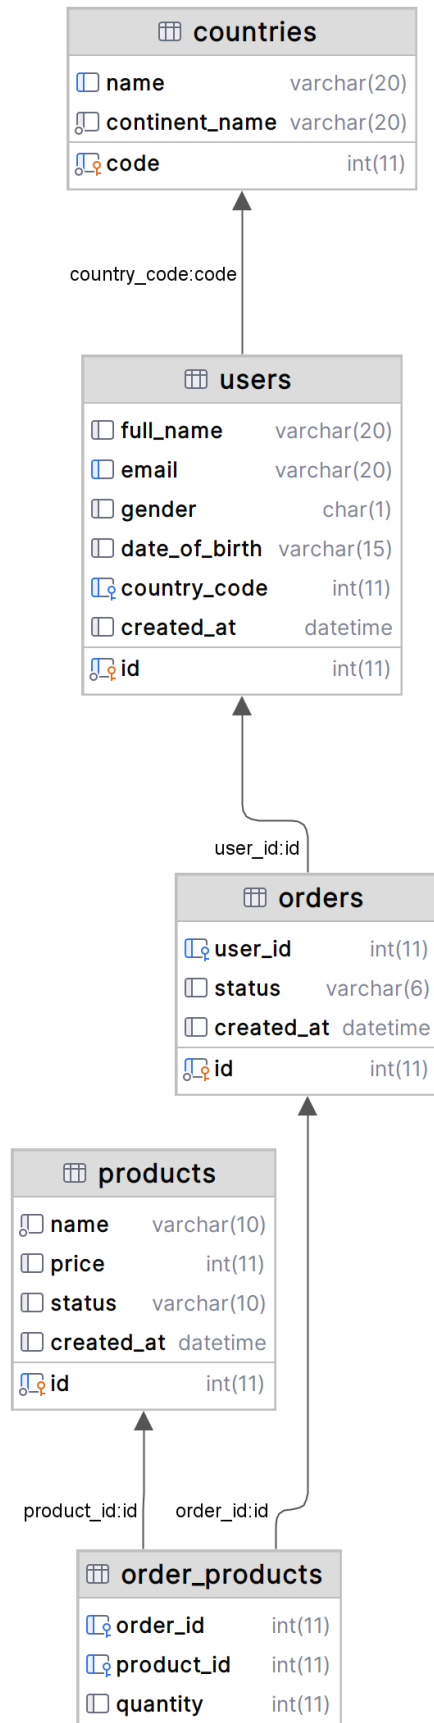 countries
name varchar(20)
continent_name varchar(20)
code int(11)
country_code:code
users
full_name varchar(20)
email varchar(20)
gender char(1)
date_of_birth varchar(15)
country_code int(11)
created_at datetime
id int(11)
user_id:id
orders
user_id int(11)
status varchar(6)
created_at datetime
id int(11)
products
name varchar(10)
price int(11)
status varchar(10)
created_at datetime
id int(11)
product_id:id order_id:id
order_products
order_id int(11)
product_id int(11)
quantity int(11)